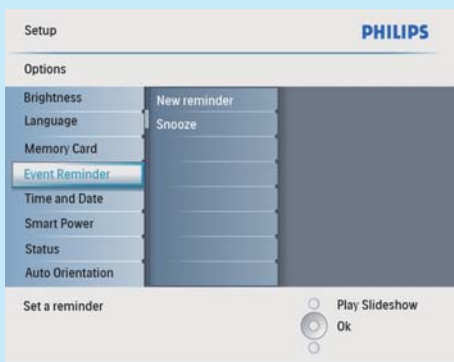 Setup
PHILIPS
Options
Brightness
New reminder
Language
Snooze
Memory Card
Event Reminder
Time and Date
Smart Power
Status
Auto Orientation
Set a reminder
Play Slideshow
Ok